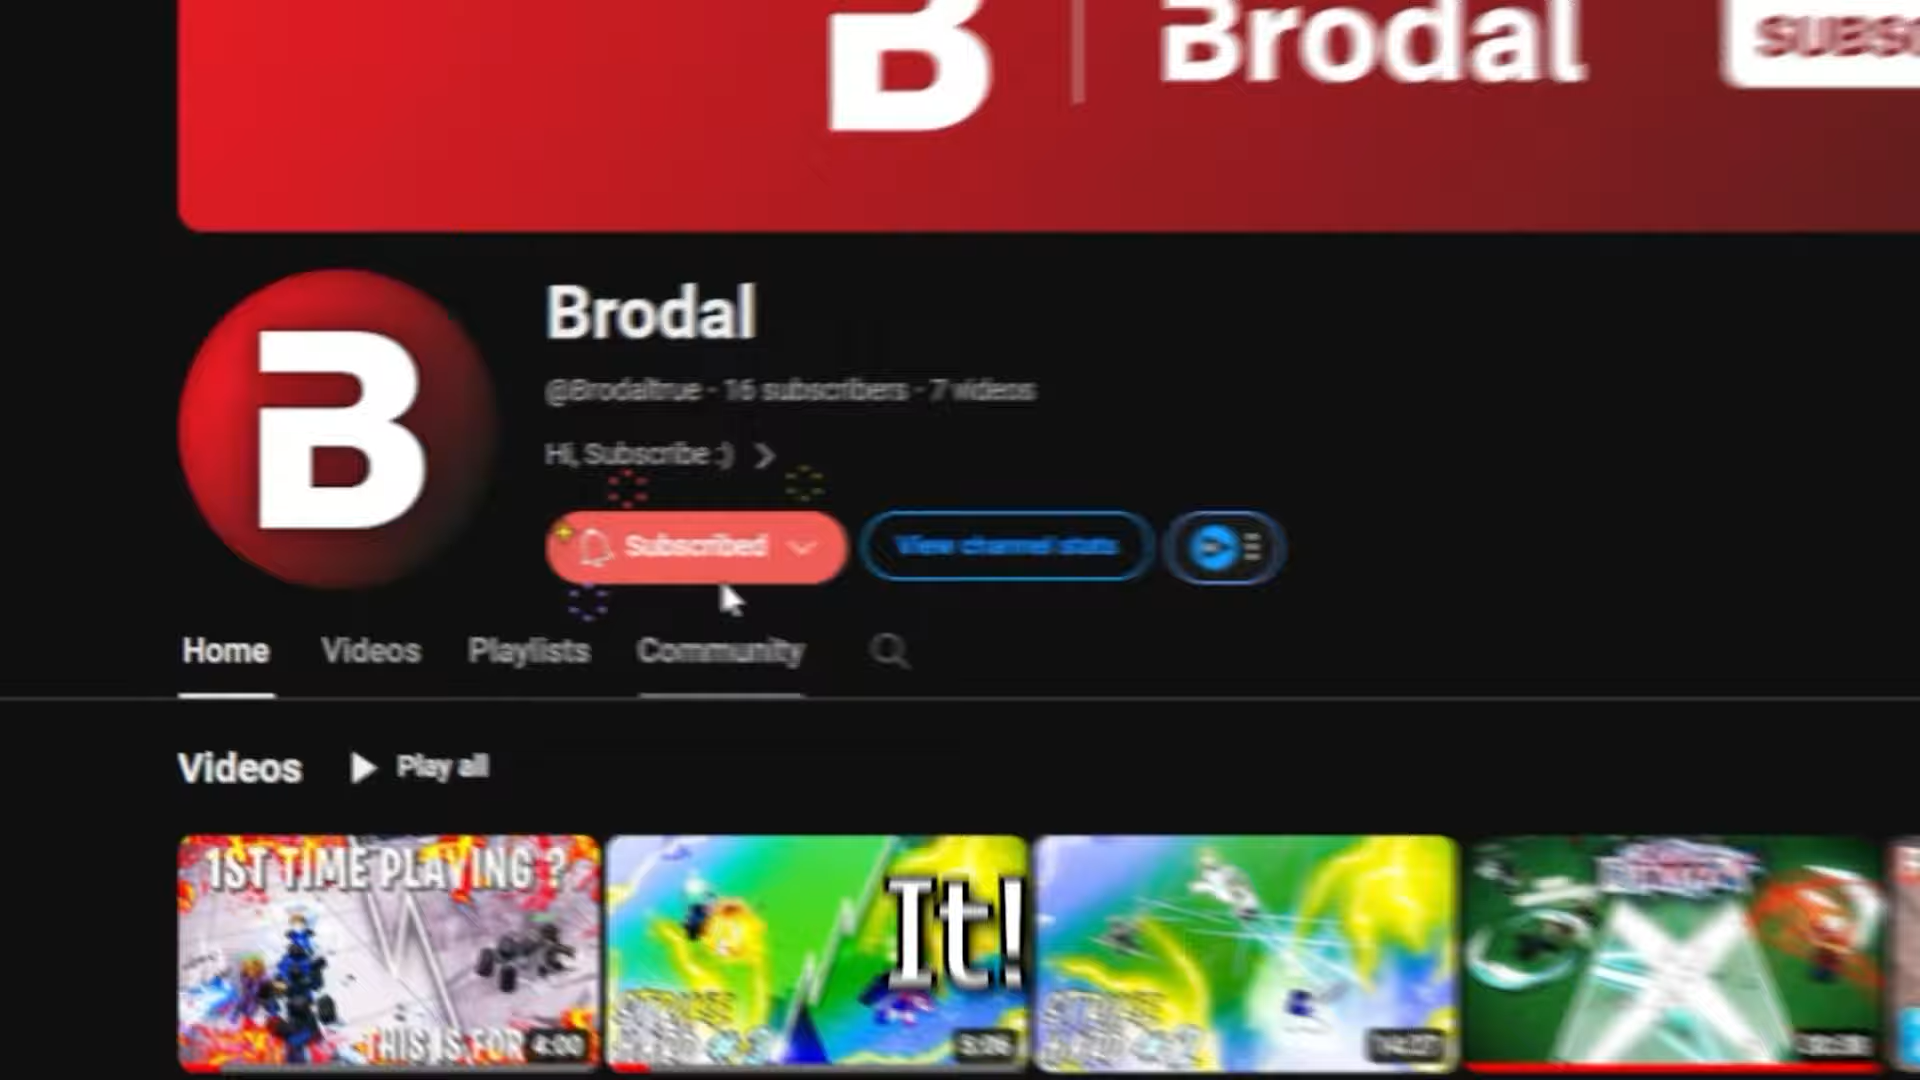 B Brodal SUBSC
B
Brodal
@Brodaltrue · 16 subscribers · 7 videos
Hi, Subscribe :)
Subscribed View channel stats
Home Videos Playlists Community
Videos Play all
1ST TIME PLAYING ?
It!
THIS IS FOR 4:00